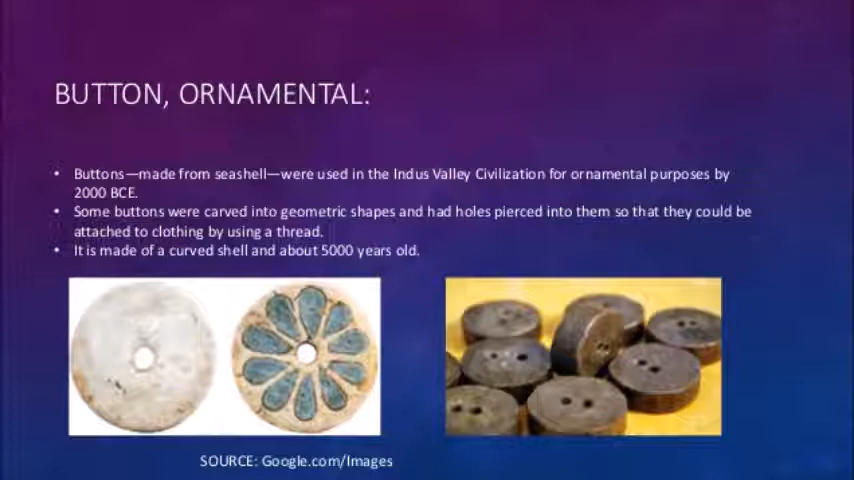 BUTTON, ORNAMENTAL:
• Buttons—made from seashell—were used in the Indus Valley Civilization for ornamental purposes by
2000 BCE.
• Some buttons were carved into geometric shapes and had holes pierced into them so that they could be
attached to clothing by using a thread.
• It is made of a curved shell and about 5000 years old.
SOURCE: Google.com/Images